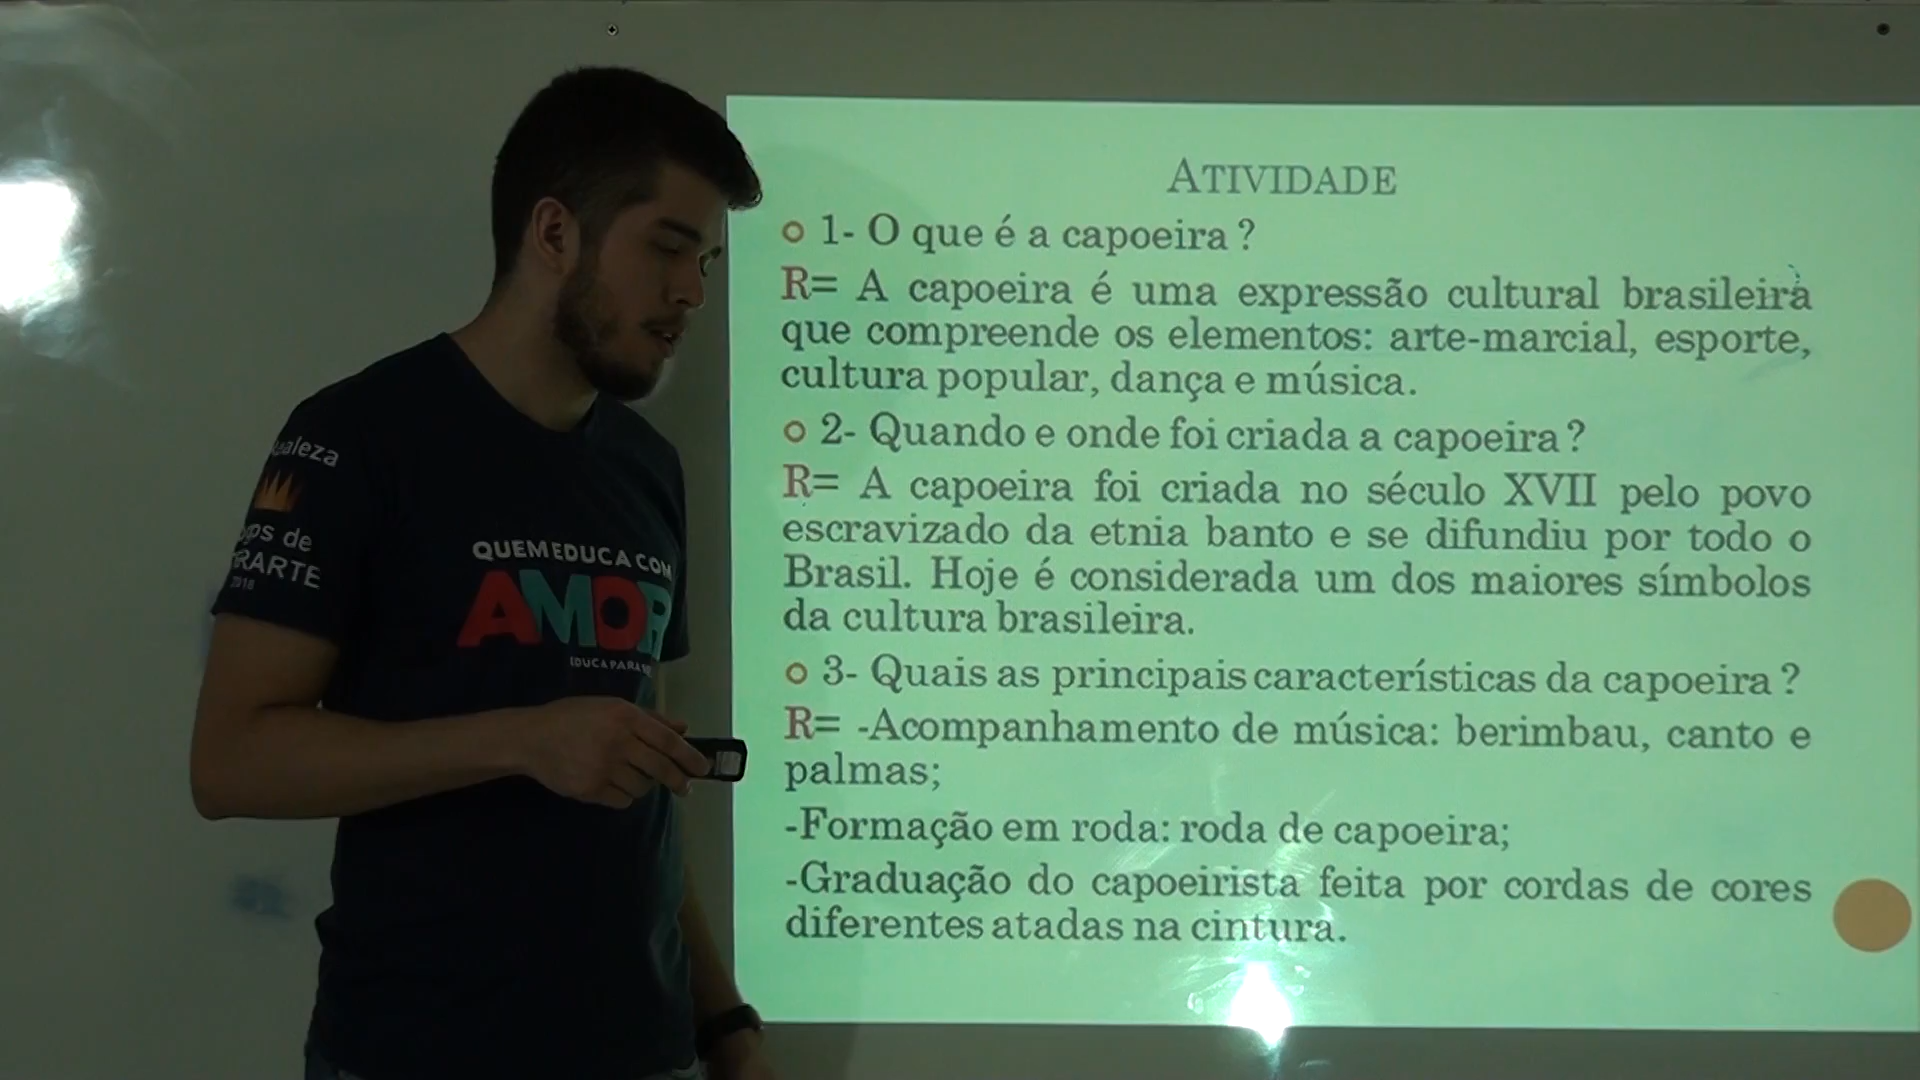 ATIVIDADE
1- O que é a capoeira ?
R= A capoeira é uma expressão cultural brasileira
que compreende os elementos: arte-marcial, esporte,
cultura popular, dança e música.
2- Quando e onde foi criada a capoeira ?
R= A capoeira foi criada no século XVII pelo povo
escravizado da etnia banto e se difundiu por todo o
Brasil. Hoje é considerada um dos maiores símbolos
da cultura brasileira.
3- Quais as principais características da capoeira ?
R= -Acompanhamento de música: berimbau, canto e
palmas;
-Formação em roda: roda de capoeira;
-Graduação do capoeirista feita por cordas de cores
diferentes atadas na cintura.
QUEM EDUCA COM
AMOR
EDUCA PARA
de
2018